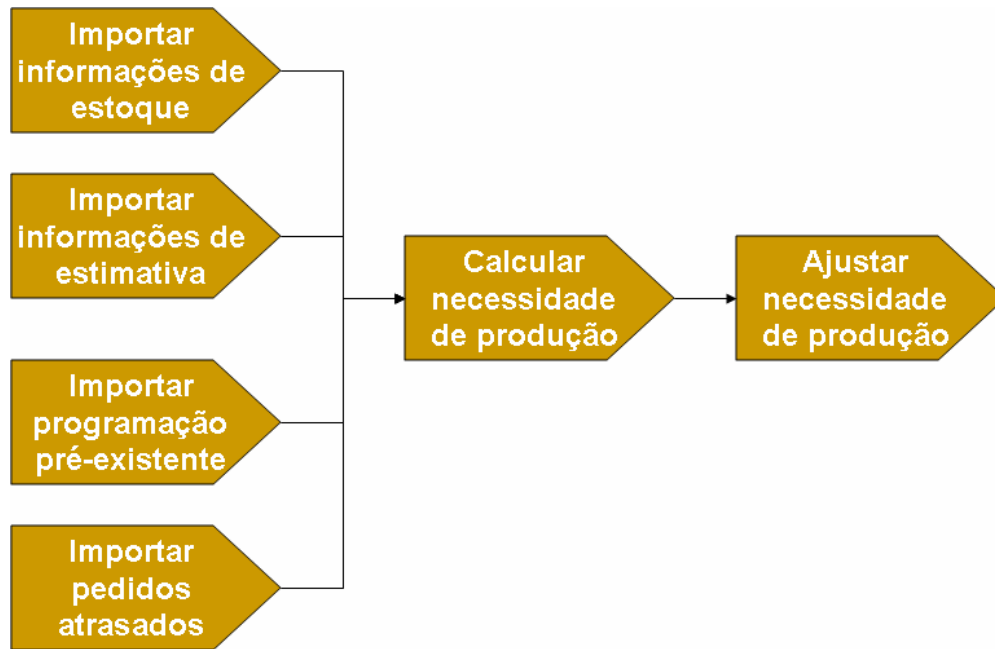 Importar
informações de
estoque
Importar
informações de
estimativa
Importar
programação
pré-existente
Importar
pedidos
atrasados
Calcular
necessidade
de produção
Ajustar
necessidade
de produção